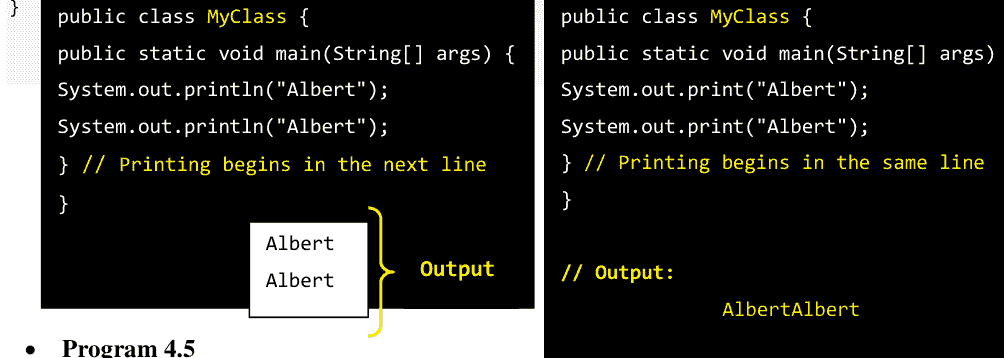 }
public class MyClass {
public static void main(String[] args) {
System.out.println("Albert");
System.out.println("Albert");
} // Printing begins in the next line
}
Albert
Albert
Output
• Program 4.5
public class MyClass {
public static void main(String[] args)
System.out.print("Albert");
System.out.print("Albert");
} // Printing begins in the same line
}
// Output:
AlbertAlbert